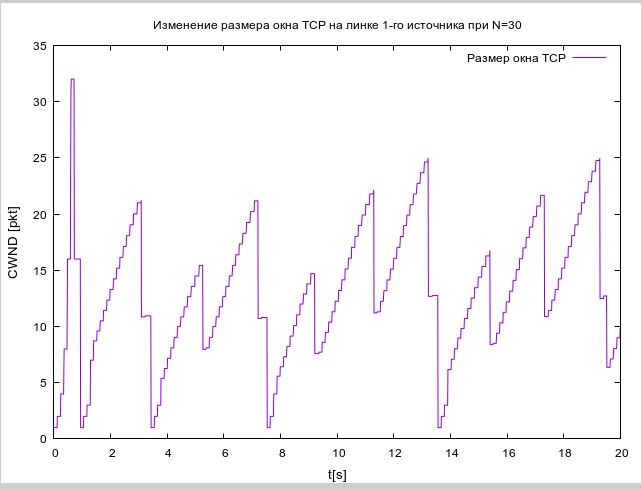 Изменение размера окна TCP на линке 1-го источника при N=30
Размер окна TCP
35
30
25
20
15
10
5
0
CWND [pkt]
0 2 4 6 8 10 12 14 16 18 20
t[s]